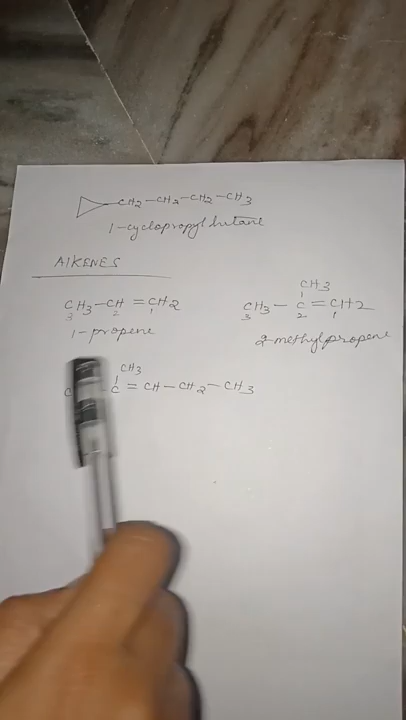 CH2-CH2-CH2-CH3
1-cyclopropyl butane
AlKENES
CH3-CH=CH2
3 2 1
1-propene
CH3
CH3-C=CH2
3 2 1
2-methylpropene
CH3
C=CH-CH2-CH3